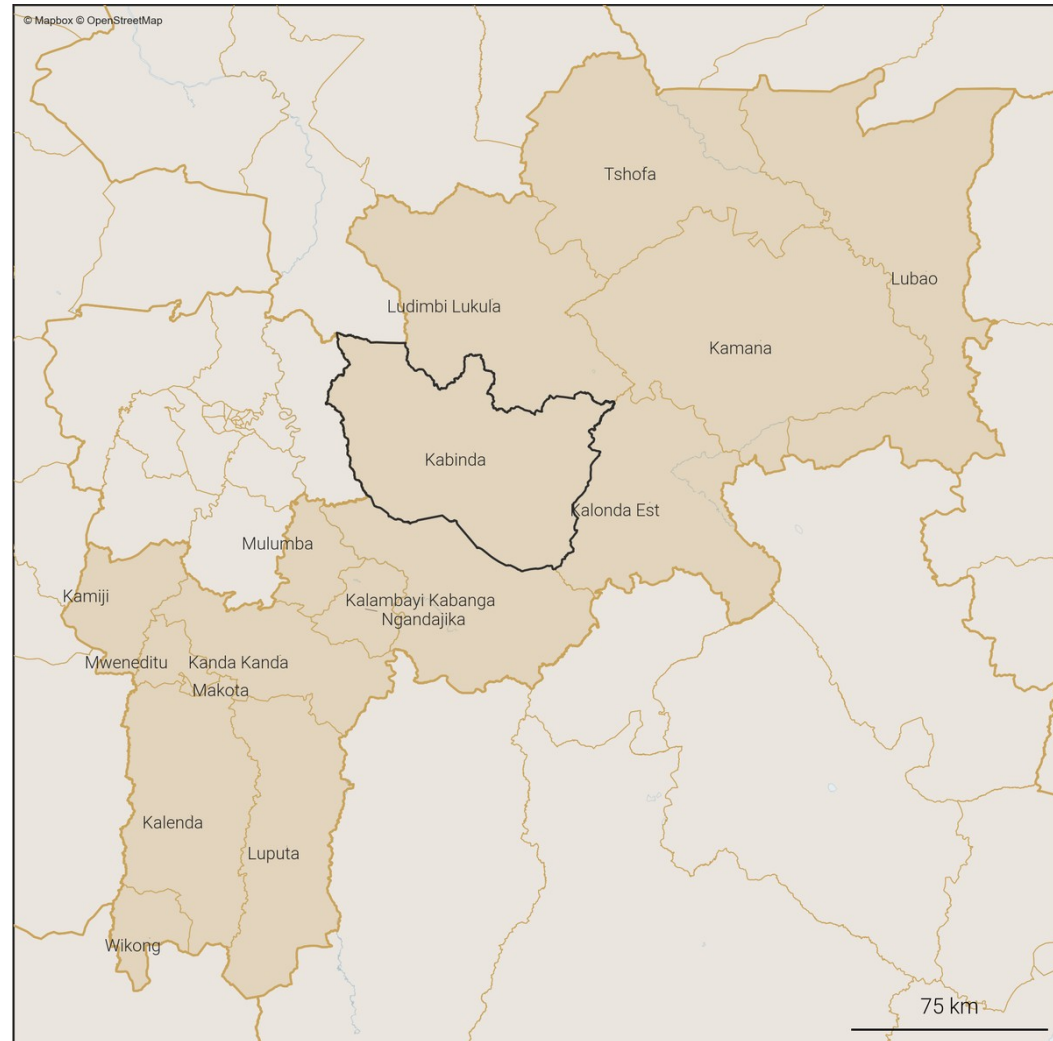 © Mapbox © OpenStreetMap
Tshofa
Lubao
Ludimbi Lukula
Kamana
Kabinda
Kalonda Est
Mulumba
Kamiji
Kalambayi Kabanga
Ngandajika
Mweneditu
Kanda Kanda
Makota
Kalenda
Luputa
Wikong
75 km